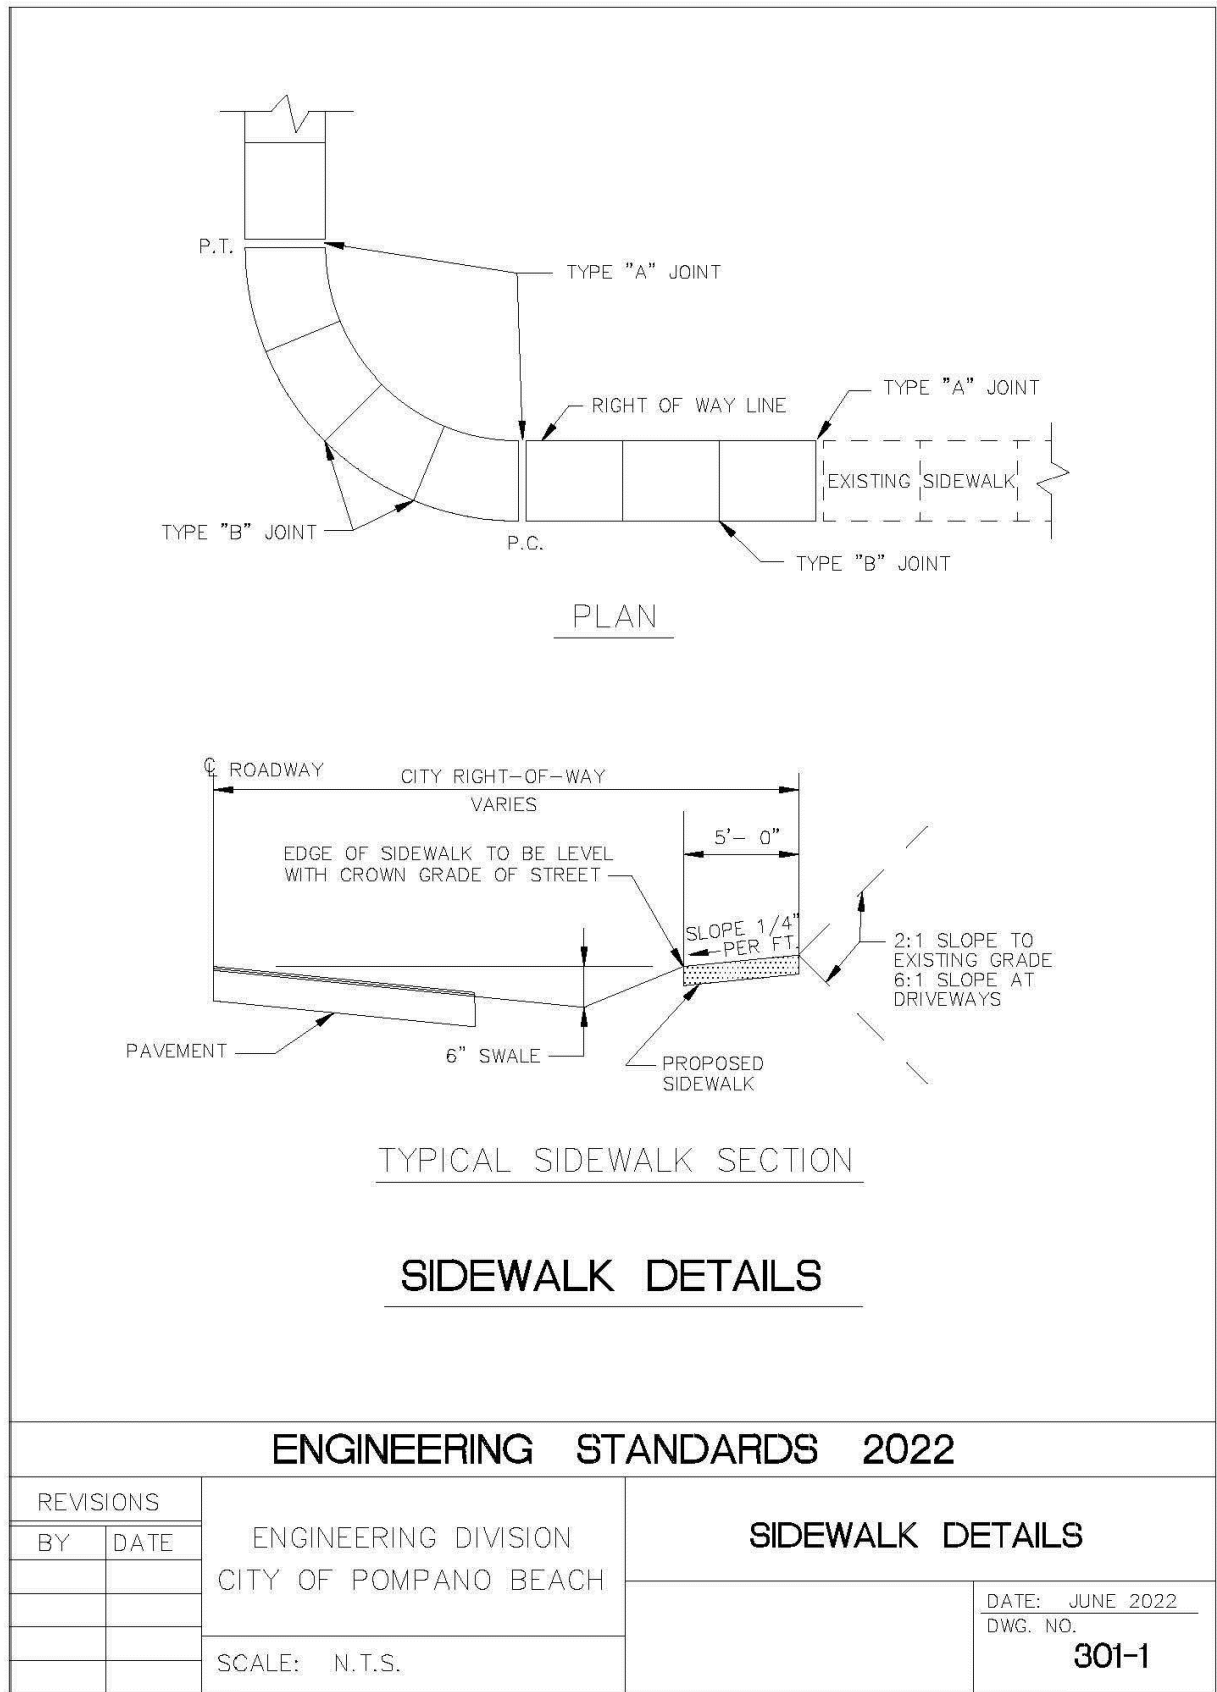 P.T.
TYPE "A" JOINT
RIGHT OF WAY LINE
TYPE "A" JOINT
EXISTING SIDEWALK
TYPE "B" JOINT
P.C.
TYPE "B" JOINT
PLAN
℄ ROADWAY
CITY RIGHT-OF-WAY
VARIES
5'- 0"
EDGE OF SIDEWALK TO BE LEVEL
WITH CROWN GRADE OF STREET
SLOPE 1/4"
PER FT.
2:1 SLOPE TO
EXISTING GRADE
6:1 SLOPE AT
DRIVEWAYS
PAVEMENT
6" SWALE
PROPOSED
SIDEWALK
TYPICAL SIDEWALK SECTION
SIDEWALK DETAILS
ENGINEERING STANDARDS 2022
REVISIONS
BY DATE
ENGINEERING DIVISION
CITY OF POMPANO BEACH
SCALE: N.T.S.
SIDEWALK DETAILS
DATE: JUNE 2022
DWG. NO.
301-1